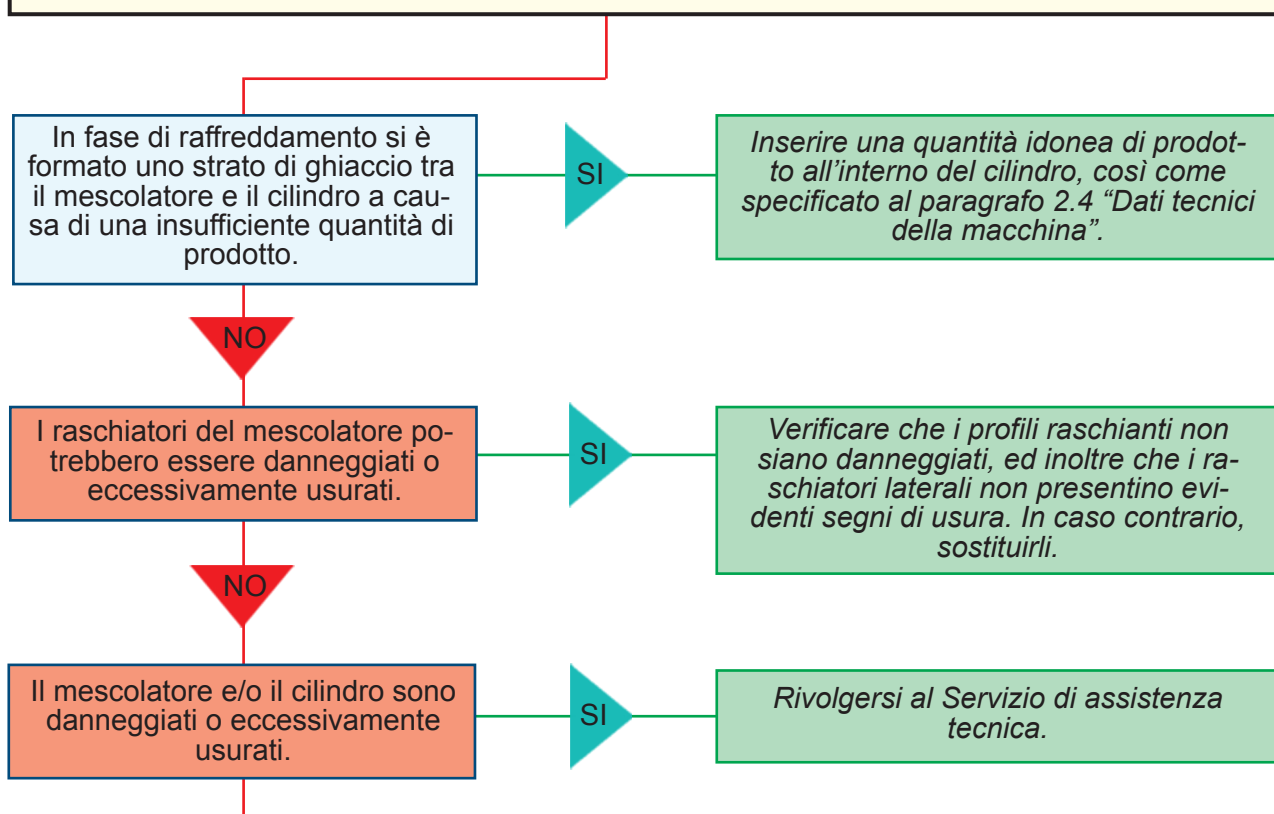 In fase di raffreddamento si è
formato uno strato di ghiaccio tra
il mescolatore e il cilindro a cau-
sa di una insufficiente quantità di
prodotto.
SI
Inserire una quantità idonea di prodot-
to all’interno del cilindro, così come
specificato al paragrafo 2.4 “Dati tecnici
della macchina”.
NO
I raschiatori del mescolatore po-
trebbero essere danneggiati o
eccessivamente usurati.
SI
Verificare che i profili raschianti non
siano danneggiati, ed inoltre che i ra-
schiatori laterali non presentino evi-
denti segni di usura. In caso contrario,
sostituirli.
NO
Il mescolatore e/o il cilindro sono
danneggiati o eccessivamente
usurati.
SI
Rivolgersi al Servizio di assistenza
tecnica.